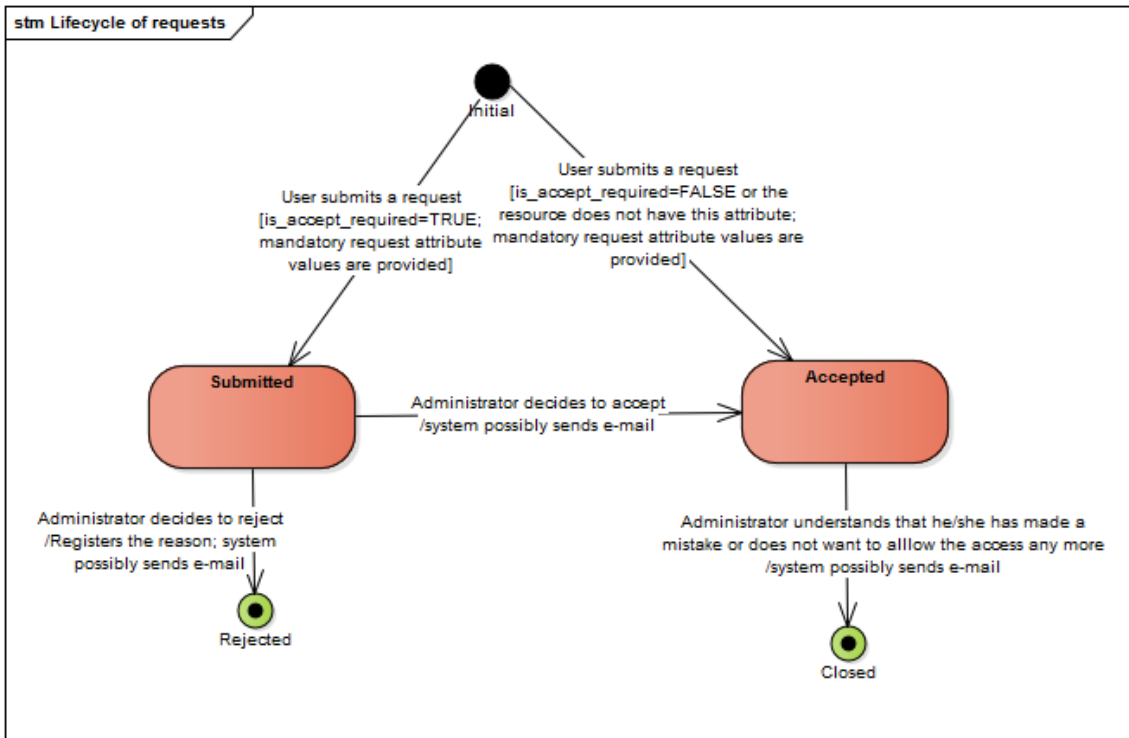 stm Lifecycle of requests
Initial
User submits a request
[is_accept_required=TRUE;
mandatory request attribute
values are provided]
User submits a request
[is_accept_required=FALSE or the
resource does not have this attribute;
mandatory request attribute values are
provided]
Submitted
Accepted
Administrator decides to accept
/system possibly sends e-mail
Administrator decides to reject
/Registers the reason; system
possibly sends e-mail
Rejected
Administrator understands that he/she has made a
mistake or does not want to alllow the access any more
/system possibly sends e-mail
Closed